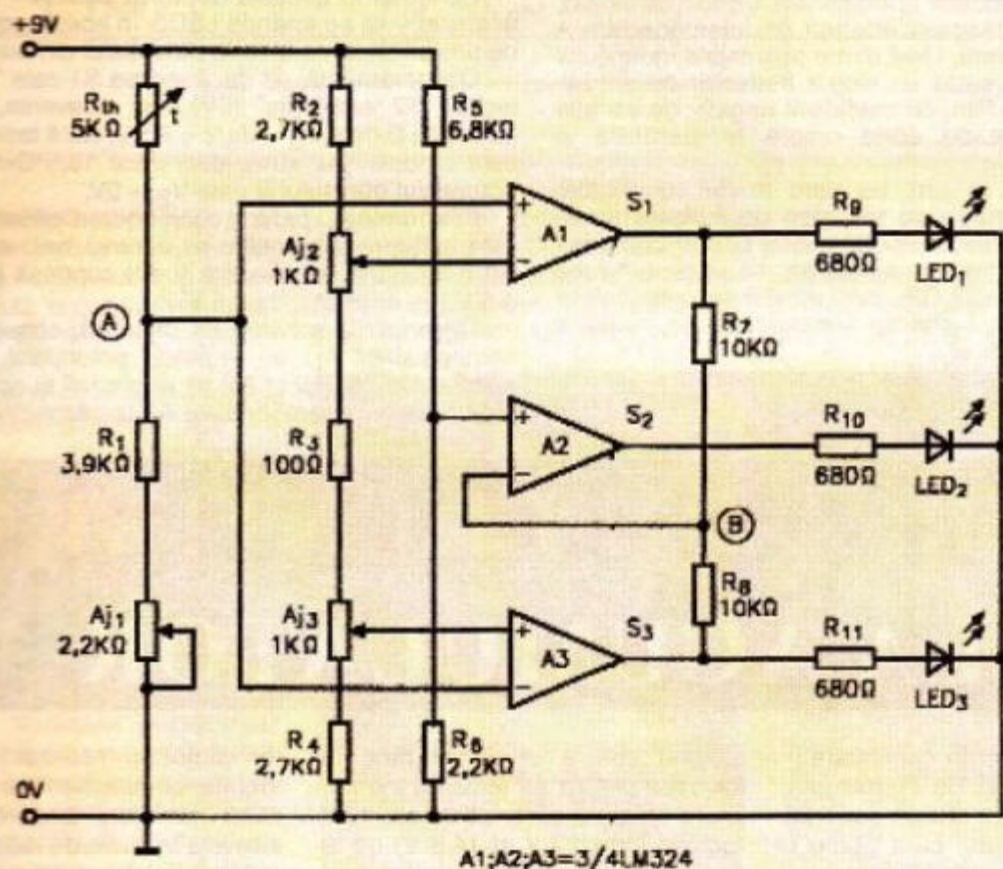 +9V
Rth
5KΩ
t
R2
2,7KΩ
R5
6,8KΩ
Aj2
1KΩ
+
-
A1
S1
R9
680Ω
LED1
A
R7
10KΩ
R1
3,9KΩ
R3
100Ω
+
-
A2
S2
R10
680Ω
LED2
B
R8
10KΩ
Aj1
2,2KΩ
Aj3
1KΩ
+
-
A3
S3
R11
680Ω
LED3
R4
2,7KΩ
R6
2,2KΩ
0V
A1;A2;A3=3/4LM324